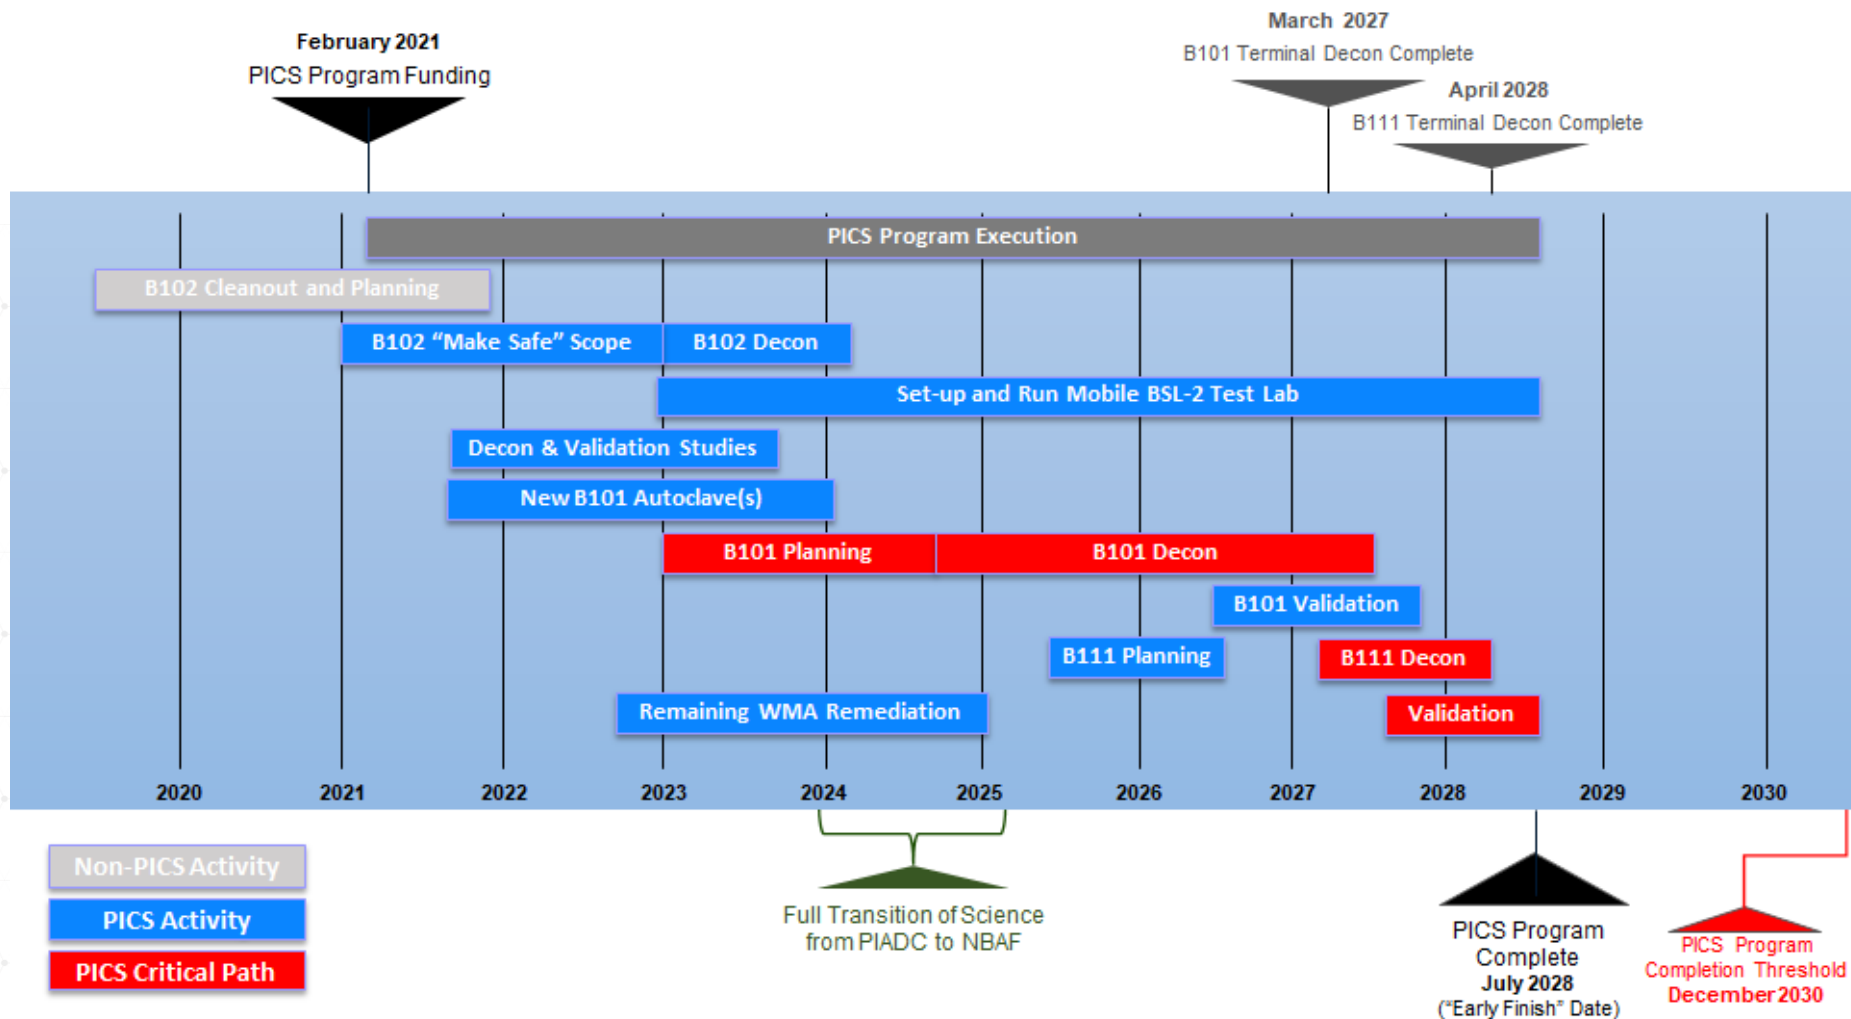 February 2021
PICS Program Funding
March 2027
B101 Terminal Decon Complete
April 2028
B111 Terminal Decon Complete
PICS Program Execution
B102 Cleanout and Planning
B102 “Make Safe” Scope
B102 Decon
Set-up and Run Mobile BSL-2 Test Lab
Decon & Validation Studies
New B101 Autoclave(s)
B101 Planning
B101 Decon
B101 Validation
B111 Planning
B111 Decon
Remaining WMA Remediation
Validation
2020
2021
2022
2023
2024
2025
2026
2027
2028
2029
2030
Non-PICS Activity
PICS Activity
PICS Critical Path
Full Transition of Science
from PIADC to NBAF
PICS Program
Complete
July 2028
("Early Finish" Date)
PICS Program
Completion Threshold
December 2030